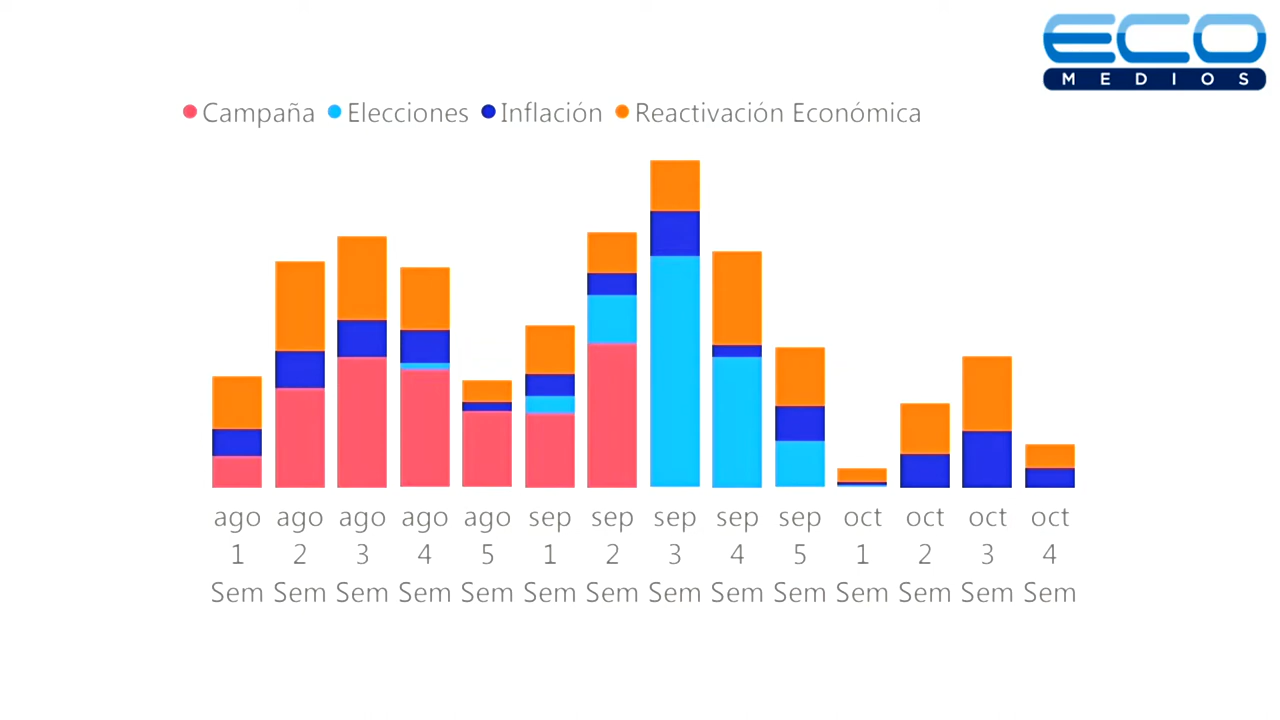 ECO
MEDIOS
Campaña Elecciones Inflación Reactivación Económica
ago ago ago ago ago sep sep sep sep sep oct oct oct oct
1 2 3 4 5 1 2 3 4 5 1 2 3 4
Sem Sem Sem Sem Sem Sem Sem Sem Sem Sem Sem Sem Sem Sem